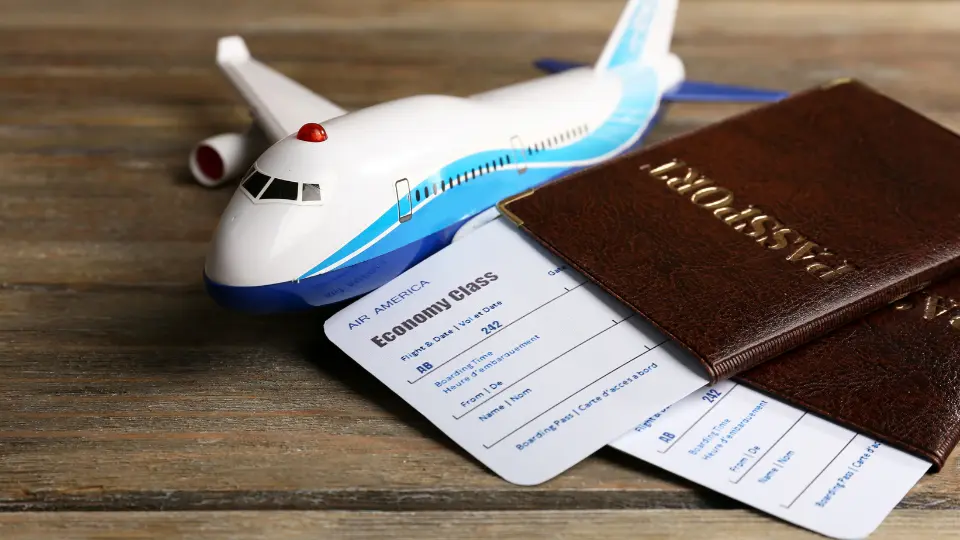 PASSPORT
AIR AMERICA
Economy Class
Flight & Date | Vol et Date
AB 242
Boarding Time
Heure d'embarquement
From | De
Name | Nom
Boarding Pass | Carte d'accès a bord
242
AB
Boarding Time
Heure d'embarquement
From | De
Name | Nom
Boarding Pass | Carte d'accè